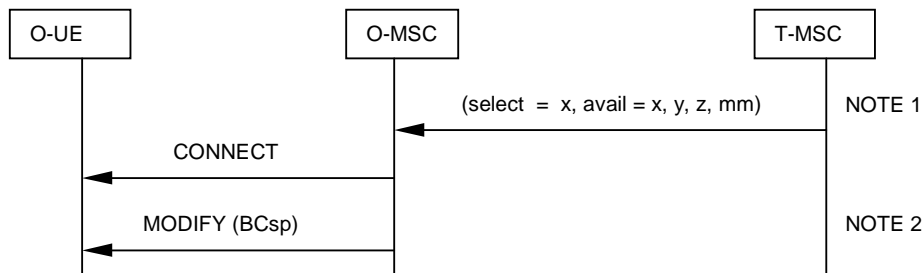 O-UE
O-MSC
T-MSC
(select = x, avail = x, y, z, mm)
NOTE 1
CONNECT
MODIFY (BCsp)
NOTE 2